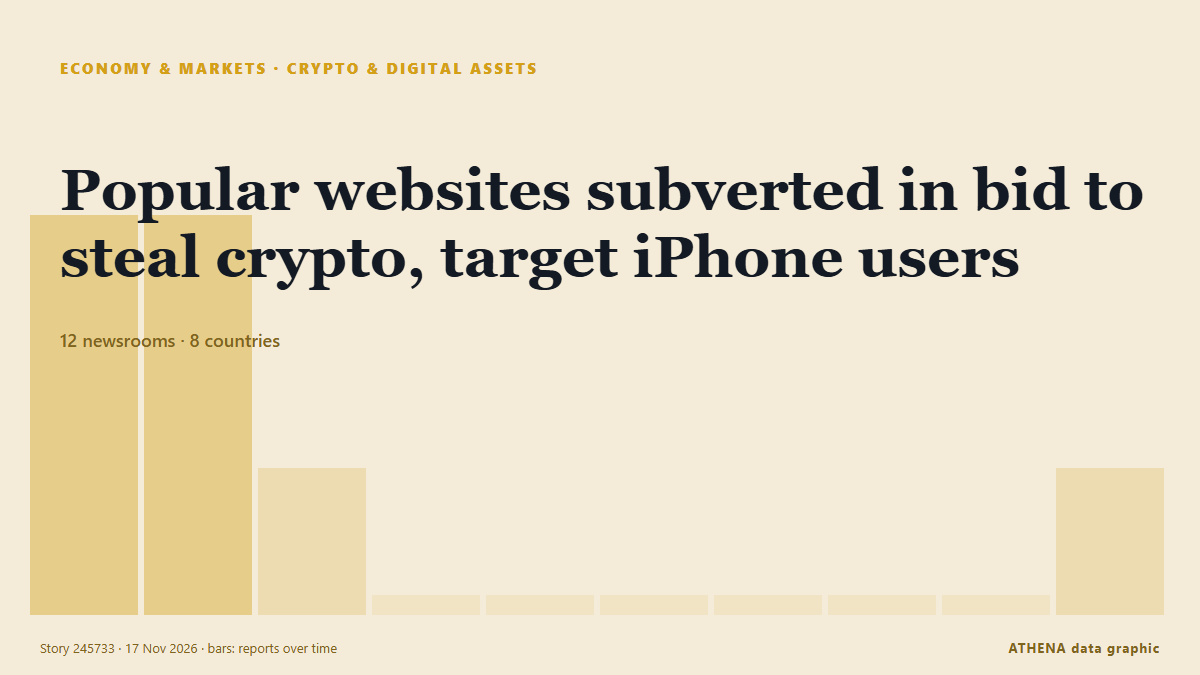 ECONOMY & MARKETS · CRYPTO & DIGITAL ASSETS
Popular websites subverted in bid to
steal crypto, target iPhone users
12 newsrooms · 8 countries
Story 245733 · 17 Nov 2026 · bars: reports over time
ATHENA data graphic